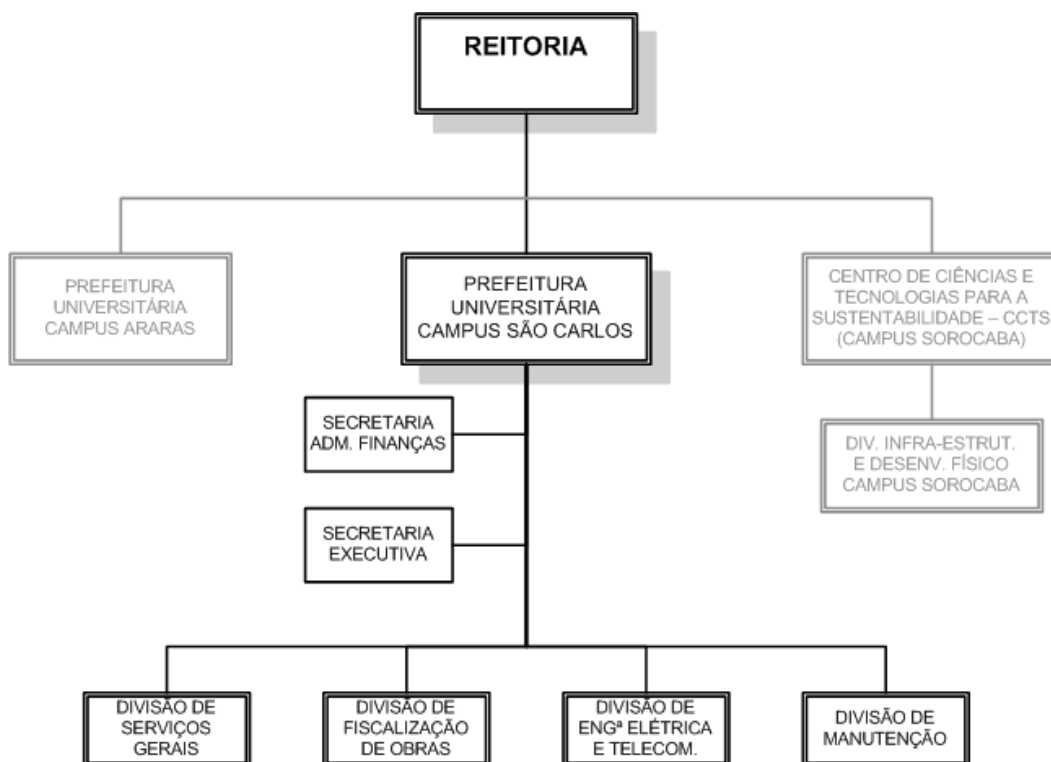 REITORIA
PREFEITURA
UNIVERSITÁRIA
CAMPUS ARARAS
PREFEITURA
UNIVERSITÁRIA
CAMPUS SÃO CARLOS
CENTRO DE CIÊNCIAS E
TECNOLOGIAS PARA A
SUSTENTABILIDADE – CCTS
(CAMPUS SOROCABA)
SECRETARIA
ADM. FINANÇAS
DIV. INFRA-ESTRUT.
E DESENV. FÍSICO
CAMPUS SOROCABA
SECRETARIA
EXECUTIVA
DIVISÃO DE
SERVIÇOS
GERAIS
DIVISÃO DE
FISCALIZAÇÃO
DE OBRAS
DIVISÃO DE
ENGª ELÉTRICA
E TELECOM.
DIVISÃO DE
MANUTENÇÃO